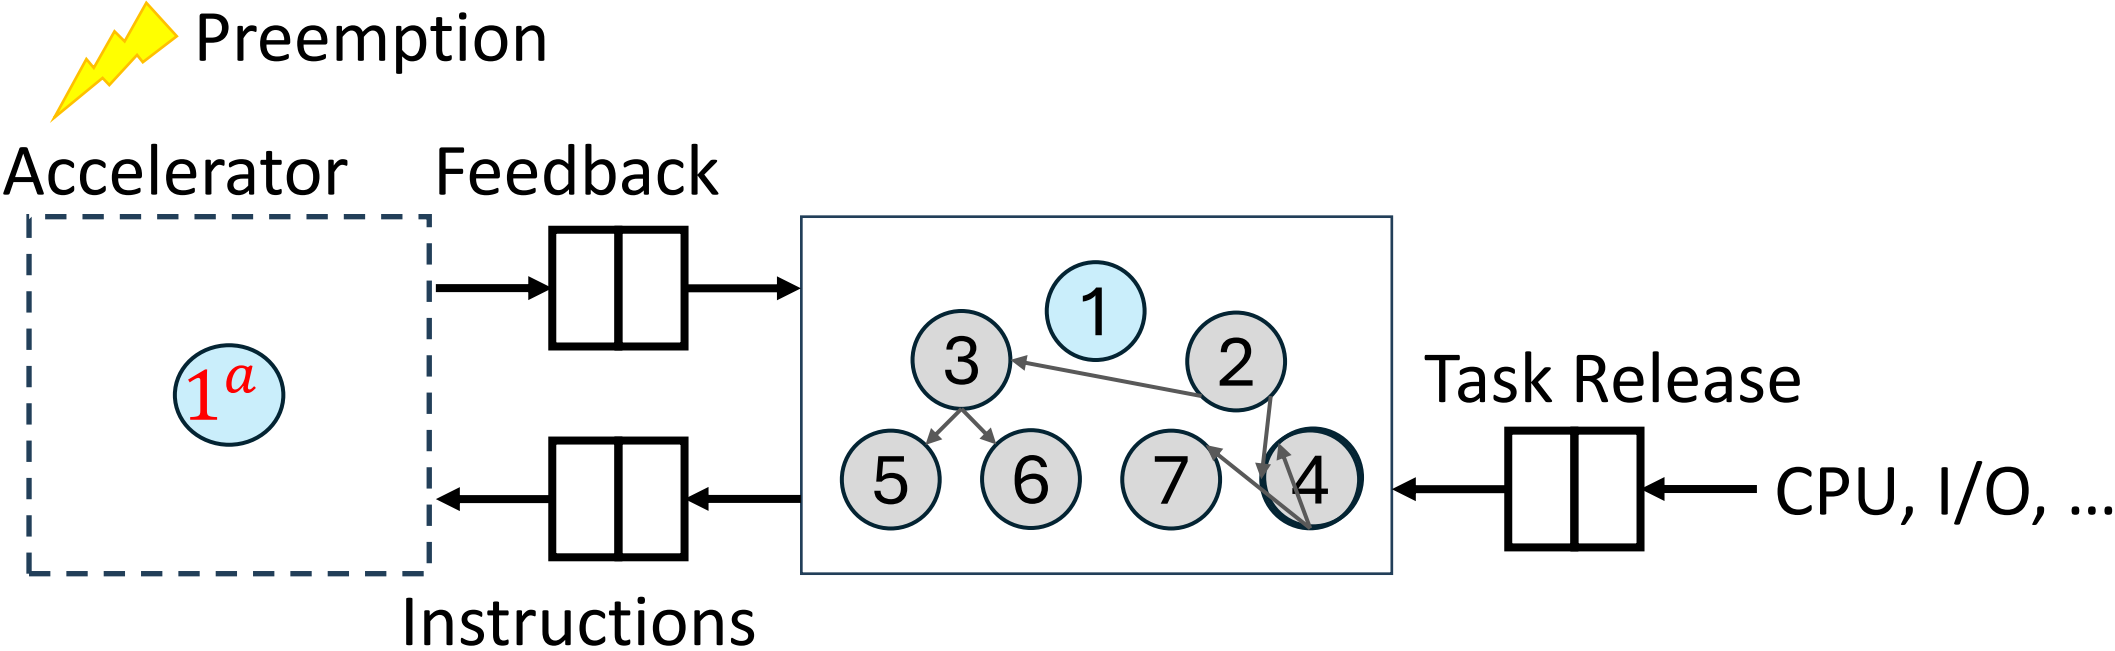 Preemption
Accelerator
Feedback
1
3
2
1ᵃ
Task Release
5
6
7
4
CPU, I/O, ...
Instructions